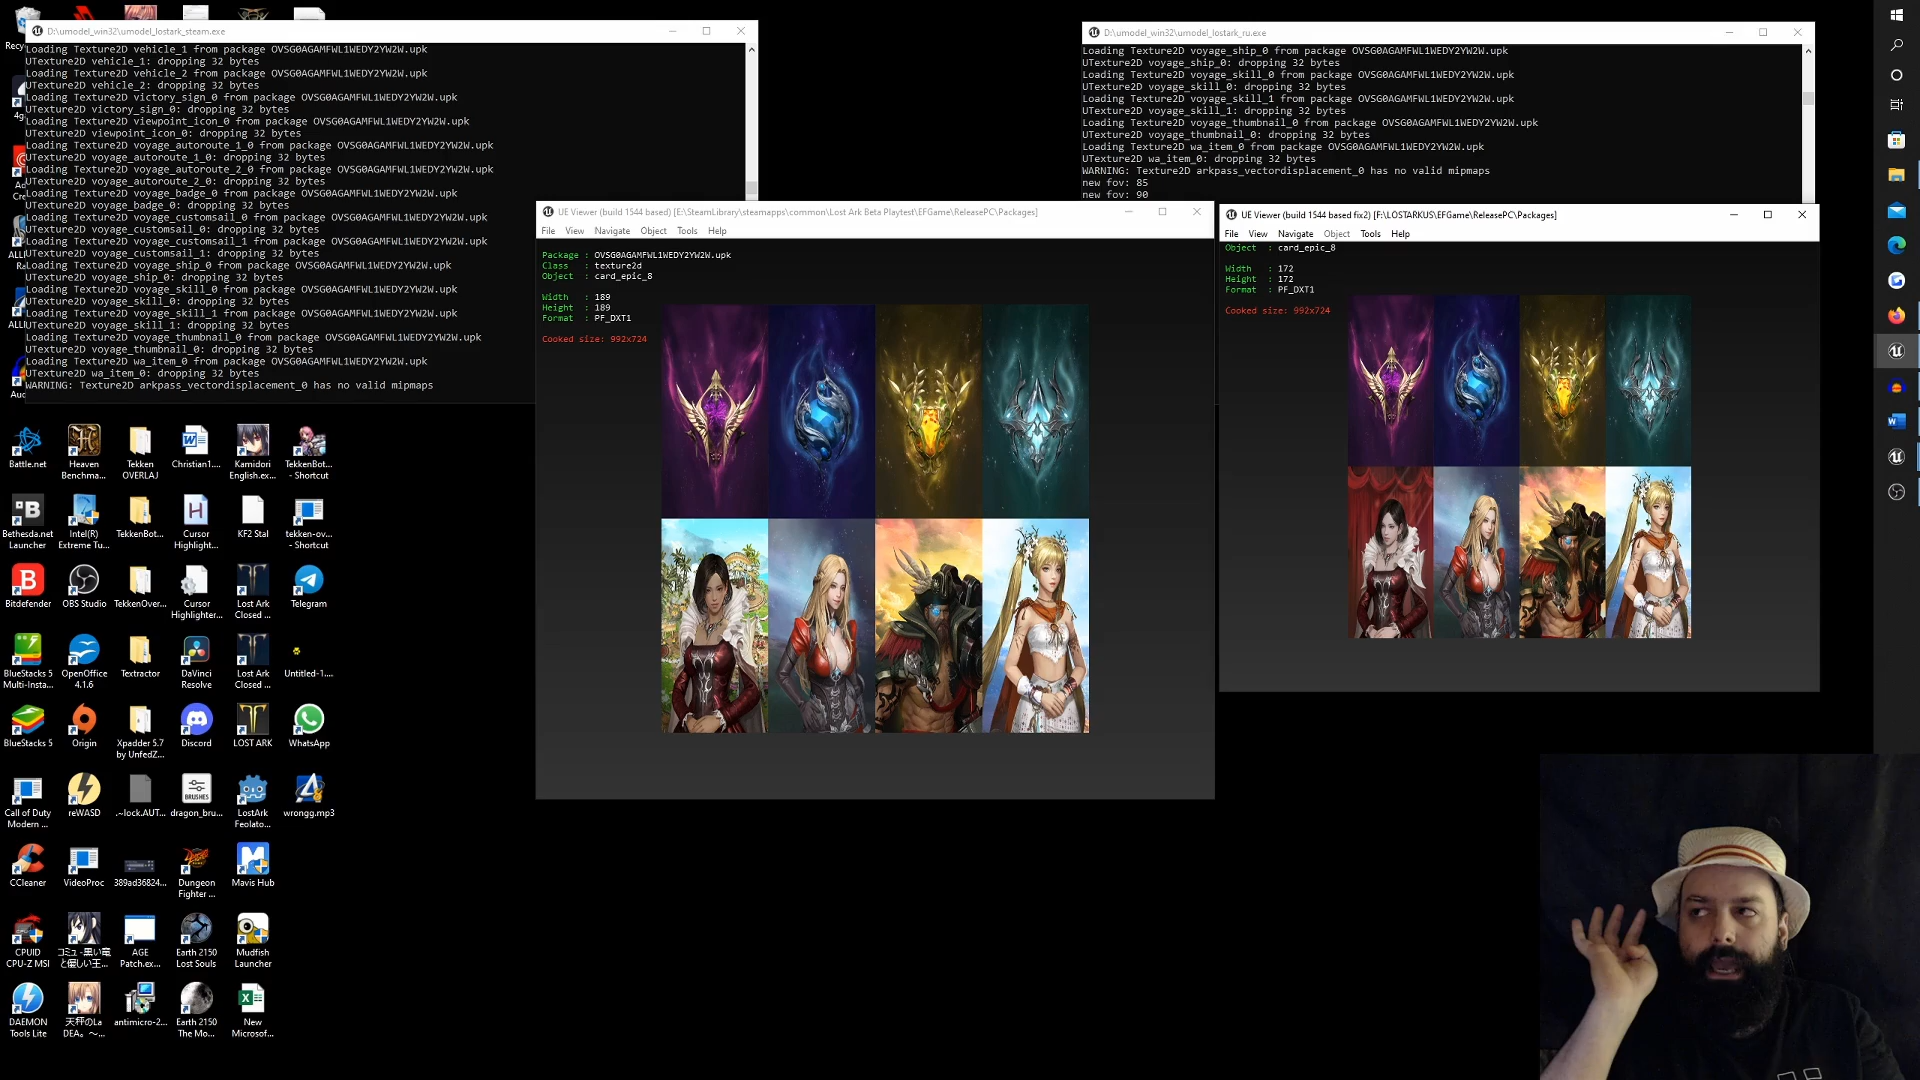 D:\umodel_win32\umodel_lostark_steam.exe
Loading Texture2D vehicle_1 from package OVSG0AGAMFWL1WEDY2YW2W.upk
UTexture2D vehicle_1: dropping 32 bytes
Loading Texture2D vehicle_2 from package OVSG0AGAMFWL1WEDY2YW2W.upk
UTexture2D vehicle_2: dropping 32 bytes
Loading Texture2D victory_sign_0 from package OVSG0AGAMFWL1WEDY2YW2W.upk
UTexture2D victory_sign_0: dropping 32 bytes
Loading Texture2D viewpoint_icon_0 from package OVSG0AGAMFWL1WEDY2YW2W.upk
UTexture2D viewpoint_icon_0: dropping 32 bytes
Loading Texture2D voyage_autoroute_1_0 from package OVSG0AGAMFWL1WEDY2YW2W.upk
UTexture2D voyage_autoroute_1_0: dropping 32 bytes
Loading Texture2D voyage_autoroute_2_0 from package OVSG0AGAMFWL1WEDY2YW2W.upk
UTexture2D voyage_autoroute_2_0: dropping 32 bytes
Loading Texture2D voyage_badge_0 from package OVSG0AGAMFWL1WEDY2YW2W.upk
UTexture2D voyage_badge_0: dropping 32 bytes
Loading Texture2D voyage_customsail_0 from package OVSG0AGAMFWL1WEDY2YW2W.upk
UTexture2D voyage_customsail_0: dropping 32 bytes
Loading Texture2D voyage_customsail_1 from package OVSG0AGAMFWL1WEDY2YW2W.upk
UTexture2D voyage_customsail_1: dropping 32 bytes
Loading Texture2D voyage_ship_0 from package OVSG0AGAMFWL1WEDY2YW2W.upk
UTexture2D voyage_ship_0: dropping 32 bytes
Loading Texture2D voyage_skill_0 from package OVSG0AGAMFWL1WEDY2YW2W.upk
UTexture2D voyage_skill_0: dropping 32 bytes
Loading Texture2D voyage_skill_1 from package OVSG0AGAMFWL1WEDY2YW2W.upk
UTexture2D voyage_skill_1: dropping 32 bytes
Loading Texture2D voyage_thumbnail_0 from package OVSG0AGAMFWL1WEDY2YW2W.upk
UTexture2D voyage_thumbnail_0: dropping 32 bytes
Loading Texture2D wa_item_0 from package OVSG0AGAMFWL1WEDY2YW2W.upk
UTexture2D wa_item_0: dropping 32 bytes
WARNING: Texture2D arkpass_vectordisplacement_0 has no valid mipmaps
D:\umodel_win32\umodel_lostark_ru.exe
Loading Texture2D voyage_ship_0 from package OVSG0AGAMFWL1WEDY2YW2W.upk
UTexture2D voyage_ship_0: dropping 32 bytes
Loading Texture2D voyage_skill_0 from package OVSG0AGAMFWL1WEDY2YW2W.upk
UTexture2D voyage_skill_0: dropping 32 bytes
Loading Texture2D voyage_skill_1 from package OVSG0AGAMFWL1WEDY2YW2W.upk
UTexture2D voyage_skill_1: dropping 32 bytes
Loading Texture2D voyage_thumbnail_0 from package OVSG0AGAMFWL1WEDY2YW2W.upk
UTexture2D voyage_thumbnail_0: dropping 32 bytes
Loading Texture2D wa_item_0 from package OVSG0AGAMFWL1WEDY2YW2W.upk
UTexture2D wa_item_0: dropping 32 bytes
WARNING: Texture2D arkpass_vectordisplacement_0 has no valid mipmaps
new fov: 85
new fov: 90
UE Viewer (build 1544 based) [E:\SteamLibrary\steamapps\common\Lost Ark Beta Playtest\EFGame\ReleasePC\Packages]
File View Navigate Object Tools Help
Package : OVSG0AGAMFWL1WEDY2YW2W.upk
Class : texture2d
Object : card_epic_8
Width : 189
Height : 189
Format : PF_DXT1
Cooked size: 992x724
UE Viewer (build 1544 based fix2) [F:\LOSTARKUS\EFGame\ReleasePC\Packages]
File View Navigate Object Tools Help
Object : card_epic_8
Width : 172
Height : 172
Format : PF_DXT1
Cooked size: 992x724
Battle.net
Heaven
Benchma...
Tekken
OVERLAJ
Christian1....
Kamidori
English.ex...
TekkenBot...
- Shortcut
Bethesda.net
Launcher
Intel(R)
Extreme Tu...
TekkenBot...
Cursor
Highlight...
KF2 Stal
tekken-ov...
- Shortcut
Bitdefender
OBS Studio
TekkenOver...
Cursor
Highlighter...
Lost Ark
Closed ...
Telegram
BlueStacks 5
Multi-Insta...
OpenOffice
4.1.6
Textractor
DaVinci
Resolve
Lost Ark
Closed ...
Untitled-1....
BlueStacks 5
Origin
Xpadder 5.7
by UnfedZ...
Discord
LOST ARK
WhatsApp
Call of Duty
Modern ...
reWASD
.~lock.AUT...
BRUSHES
dragon_bru...
LostArk
Feolato...
wrongg.mp3
CCleaner
VideoProc
389ad36824...
Dungeon
Fighter ...
Mavis Hub
CPUID
CPU-Z MSI
コミュ -黒い竜
と優しい王...
AGE
Patch.ex...
Earth 2150
Lost Souls
Mudfish
Launcher
DAEMON
Tools Lite
天秤のLa
DEA。～...
antimicro-2...
Earth 2150
The Mo...
New
Microsof...